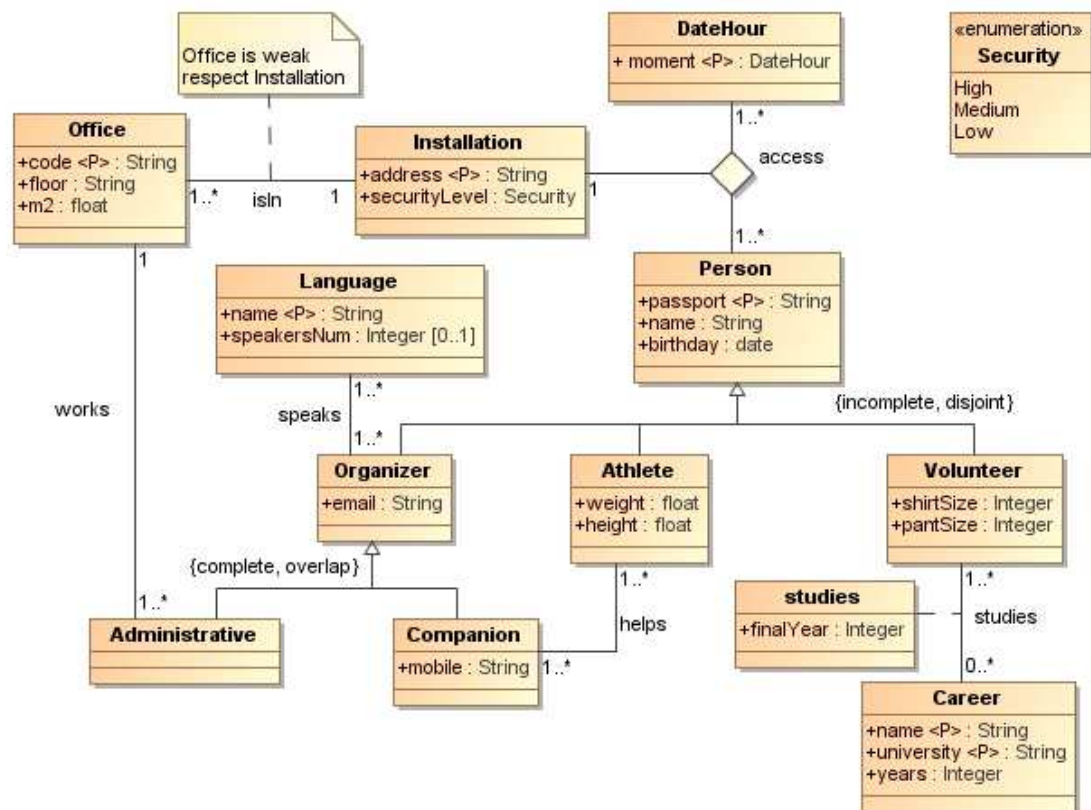 Office is weak
respect Installation
DateHour
+ moment <P> : DateHour
«enumeration»
Security
High
Medium
Low
Office
+code <P> : String
+floor : String
+m2 : float
1..*
isIn
1
Installation
+address <P> : String
+securityLevel : Security
1
1..*
access
1..*
1
Language
+name <P> : String
+speakersNum : Integer [0..1]
Person
+passport <P> : String
+name : String
+birthday : date
works
1..*
speaks
1..*
{incomplete, disjoint}
Organizer
+email : String
Athlete
+weight : float
+height : float
Volunteer
+shirtSize : Integer
+pantSize : Integer
{complete, overlap}
1..*
Administrative
Companion
+mobile : String
1..*
helps
1..*
studies
+finalYear : Integer
1..*
studies
0..*
Career
+name <P> : String
+university <P> : String
+years : Integer